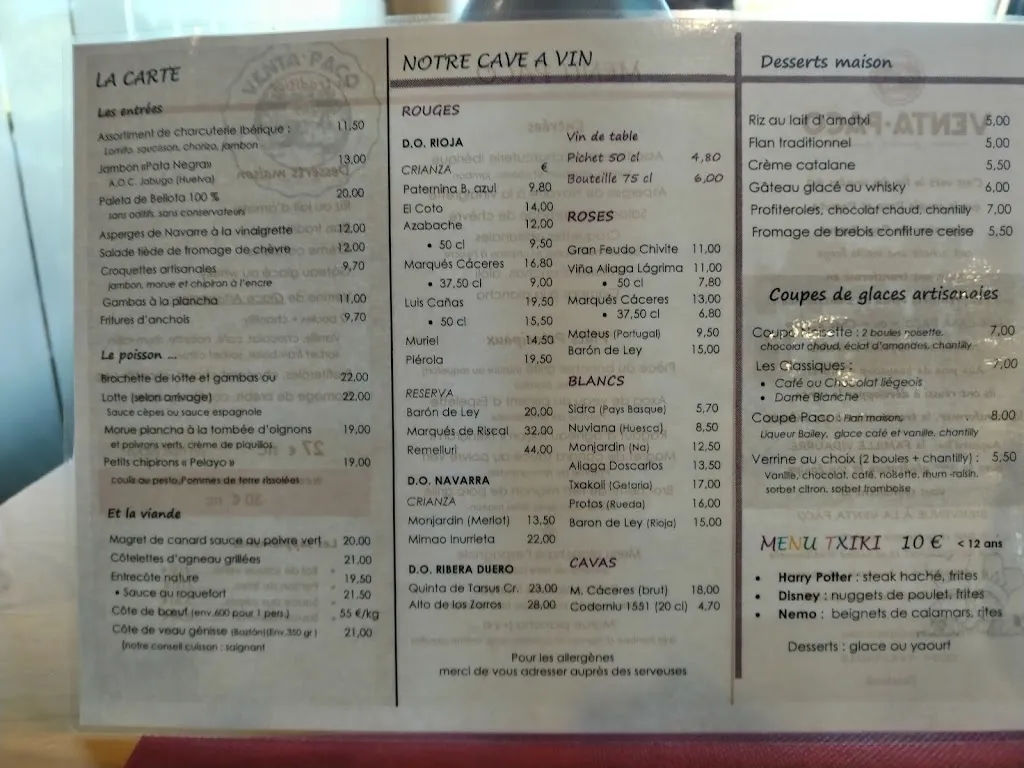 LA CARTE
Les entrées
Assortiment de charcuterie Ibérique : 11,50
Lomito, saucisson, chorizo, jambon
Jambon «Pata Negra» 13,00
A.O.C. Jabugo (Huelva)
Paleta de Bellota 100 % 20,00
sans additifs, sans conservateurs
Asperges de Navarre à la vinaigrette 12,00
Salade tiède de fromage de chèvre 12,00
Croquettes artisanales 9,70
jambon, morue et chipiron à l'encre
Gambas à la plancha 11,00
Fritures d'anchois 9,70
Le poisson ...
Brochette de lotte et gambas ou 22,00
Lotte (selon arrivage) 22,00
Sauce cèpes ou sauce espagnole
Morue plancha à la tombée d'oignons 19,00
et poivrons verts, crème de piquillos
Petits chipirons « Pelayo » 19,00
coulis au pesto.Pommes de terre rissolées
Et la viande
Magret de canard sauce au poivre vert 20,00
Côtelettes d'agneau grillées 21,00
Entrecôte nature 19,50
• Sauce au roquefort 21,50
Côte de bœuf (env.600 pour 1 pers.) 55 €/kg
Côte de veau génisse (Baztán)(Env.350 gr ) 21,00
(notre conseil cuisson : saignant
NOTRE CAVE A VIN
ROUGES
D.O. RIOJA
CRIANZA €
Paternina B. azul 9,80
El Coto 14,00
Azabache 12,00
• 50 cl 9,50
Marqués Cáceres 16,80
• 37,50 cl 9,00
Luis Cañas 19,50
• 50 cl 15,50
Muriel 14,50
Piérola 19,50
RESERVA
Barón de Ley 20,00
Marqués de Riscal 32,00
Remelluri 44,00
D.O. NAVARRA
CRIANZA
Monjardin (Merlot) 13,50
Mimao Inurrieta 22,00
D.O. RIBERA DUERO
Quinta de Tarsus Cr. 23,00
Alto de los Zorros 28,00
Vin de table
Pichet 50 cl 4,80
Bouteille 75 cl 6,00
ROSES
Gran Feudo Chivite 11,00
Viña Aliaga Lágrima 11,00
• 50 cl 7,80
Marqués Cáceres 13,00
• 37,50 cl 6,80
Mateus (Portugal) 9,50
Barón de Ley 15,00
BLANCS
Sidra (Pays Basque) 5,70
Nuviana (Huesca) 8,50
Monjardin (Na) 12,50
Aliaga Doscarlos 13,50
Txakoli (Getaria) 17,00
Protos (Rueda) 16,00
Baron de Ley (Rioja) 15,00
CAVAS
M. Cáceres (brut) 18,00
Codorniu 1551 (20 cl) 4,70
Pour les allergènes
merci de vous adresser auprès des serveuses
Desserts maison
Riz au lait d'amatxi 5,00
Flan traditionnel 5,00
Crème catalane 5,50
Gâteau glacé au whisky 6,00
Profiteroles, chocolat chaud, chantilly 7,00
Fromage de brebis confiture cerise 5,50
Coupes de glaces artisanales
Coupe Noisette : 2 boules noisette, 7,00
chocolat chaud, éclat d'amandes, chantilly
Les Classiques : 7,00
• Café ou Chocolat liégeois
• Dame Blanche
Coupe Paco : Flan maison, 8,00
Liqueur Bailey, glace café et vanille, chantilly
Verrine au choix (2 boules + chantilly) : 5,50
Vanille, chocolat, café, noisette, rhum -raisin,
sorbet citron, sorbet framboise
MENU TXIKI 10 € < 12 ans
• Harry Potter : steak haché, frites
• Disney : nuggets de poulet, frites
• Nemo : beignets de calamars, frites
Desserts : glace ou yaourt